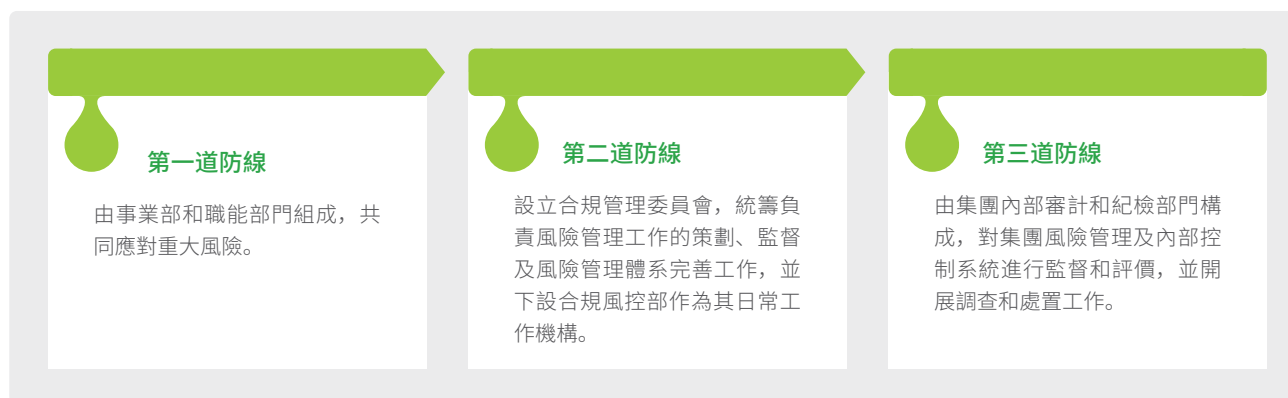 第一道防線
由事業部和職能部門組成，共
同應對重大風險。
第二道防線
設立合規管理委員會，統籌負
責風險管理工作的策劃、監督
及風險管理體系完善工作，並
下設合規風控部作為其日常工
作機構。
第三道防線
由集團內部審計和紀檢部門構
成，對集團風險管理及內部控
制系統進行監督和評價，並開
展調查和處置工作。